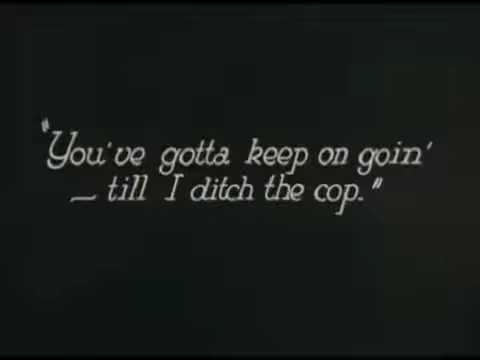 "You've gotta keep on goin'
— till I ditch the cop."